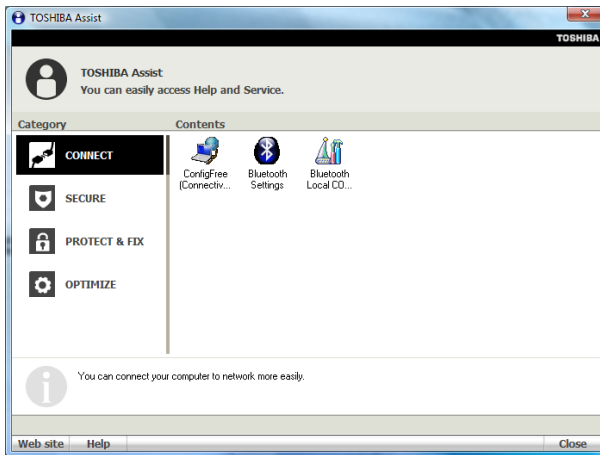 TOSHIBA Assist
TOSHIBA
TOSHIBA Assist
You can easily access Help and Service.
Category
Contents
CONNECT
SECURE
PROTECT & FIX
OPTIMIZE
ConfigFree
(Connectiv...
Bluetooth
Settings
Bluetooth
Local CO...
You can connect your computer to network more easily.
Web site
Help
Close